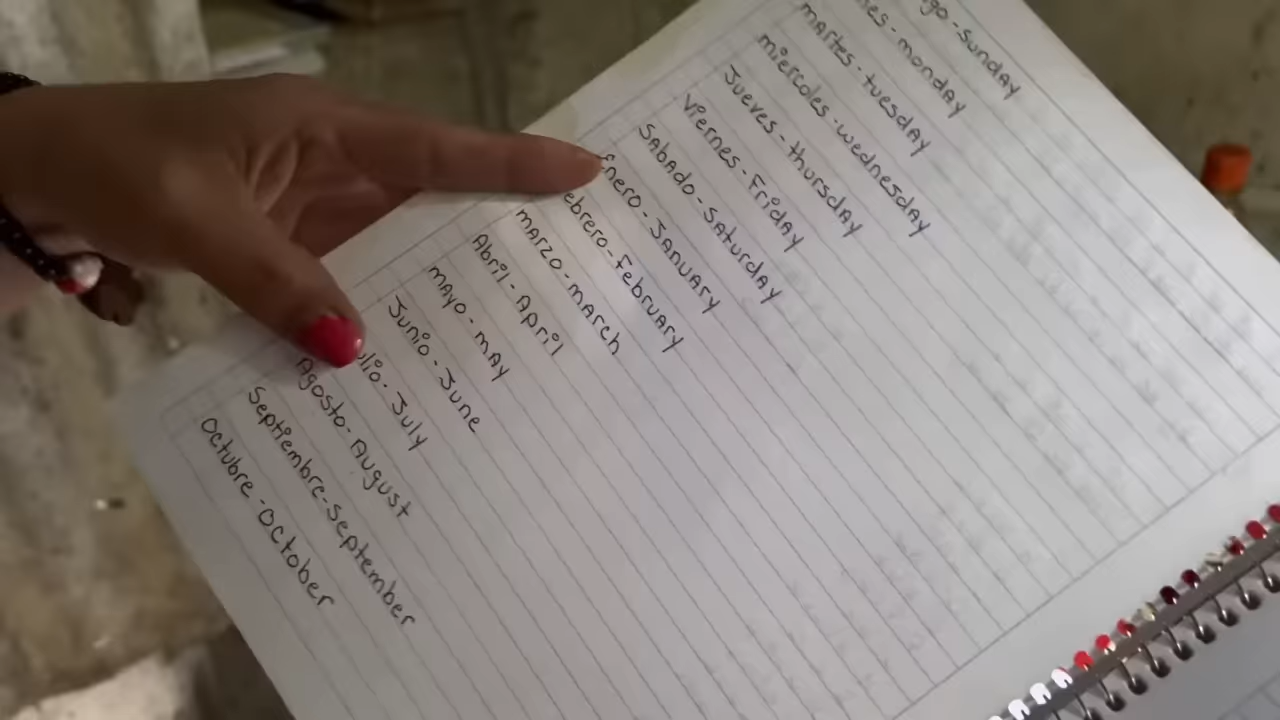 go-Sunday
es-monday
martes-tuesday
miercoles-wednesday
Jueves-thursday
Viernes-Friday
Sabado-Saturday
Enero-January
ebrero-February
marzo-march
Abril-April
mayo-may
Junio-June
ulio-July
Agosto-August
Septiembre-September
Octubre-October